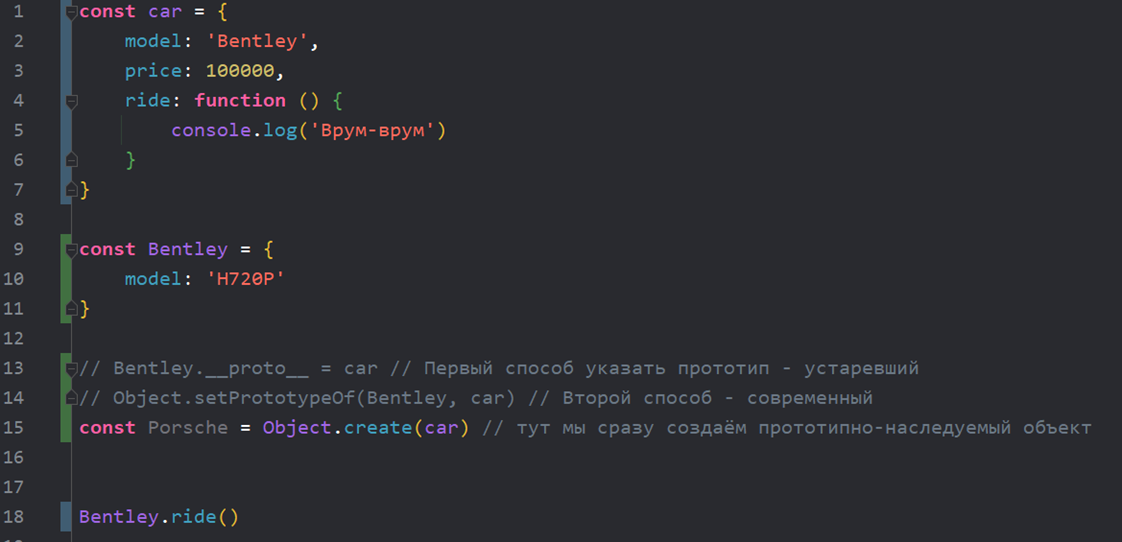 1 const car = {
2 model: 'Bentley',
3 price: 100000,
4 ride: function () {
5 console.log('Врум-врум')
6 }
7 }
8
9 const Bentley = {
10 model: 'H720P'
11 }
12
13 // Bentley.__proto__ = car // Первый способ указать прототип - устаревший
14 // Object.setPrototypeOf(Bentley, car) // Второй способ - современный
15 const Porsche = Object.create(car) // тут мы сразу создаём прототипно-наследуемый объект
16
17
18 Bentley.ride()